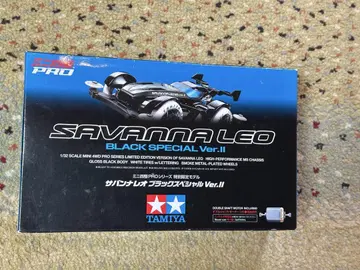 PRO
SAVANNA LEO
BLACK SPECIAL Ver.II
1/32 SCALE MINI 4WD PRO SERIES LIMITED EDITION VERSION OF SAVANNA LEO HIGH-PERFORMANCE MS CHASSIS
GLOSS BLACK BODY WHITE TIRES w/LETTERING SMOKE METAL-PLATED WHEELS
ミニ四駆PROシリーズ 特別限定モデル
サバンナレオ ブラックスペシャル Ver.II
TAMIYA
DOUBLE SHAFT MOTOR INCLUDED